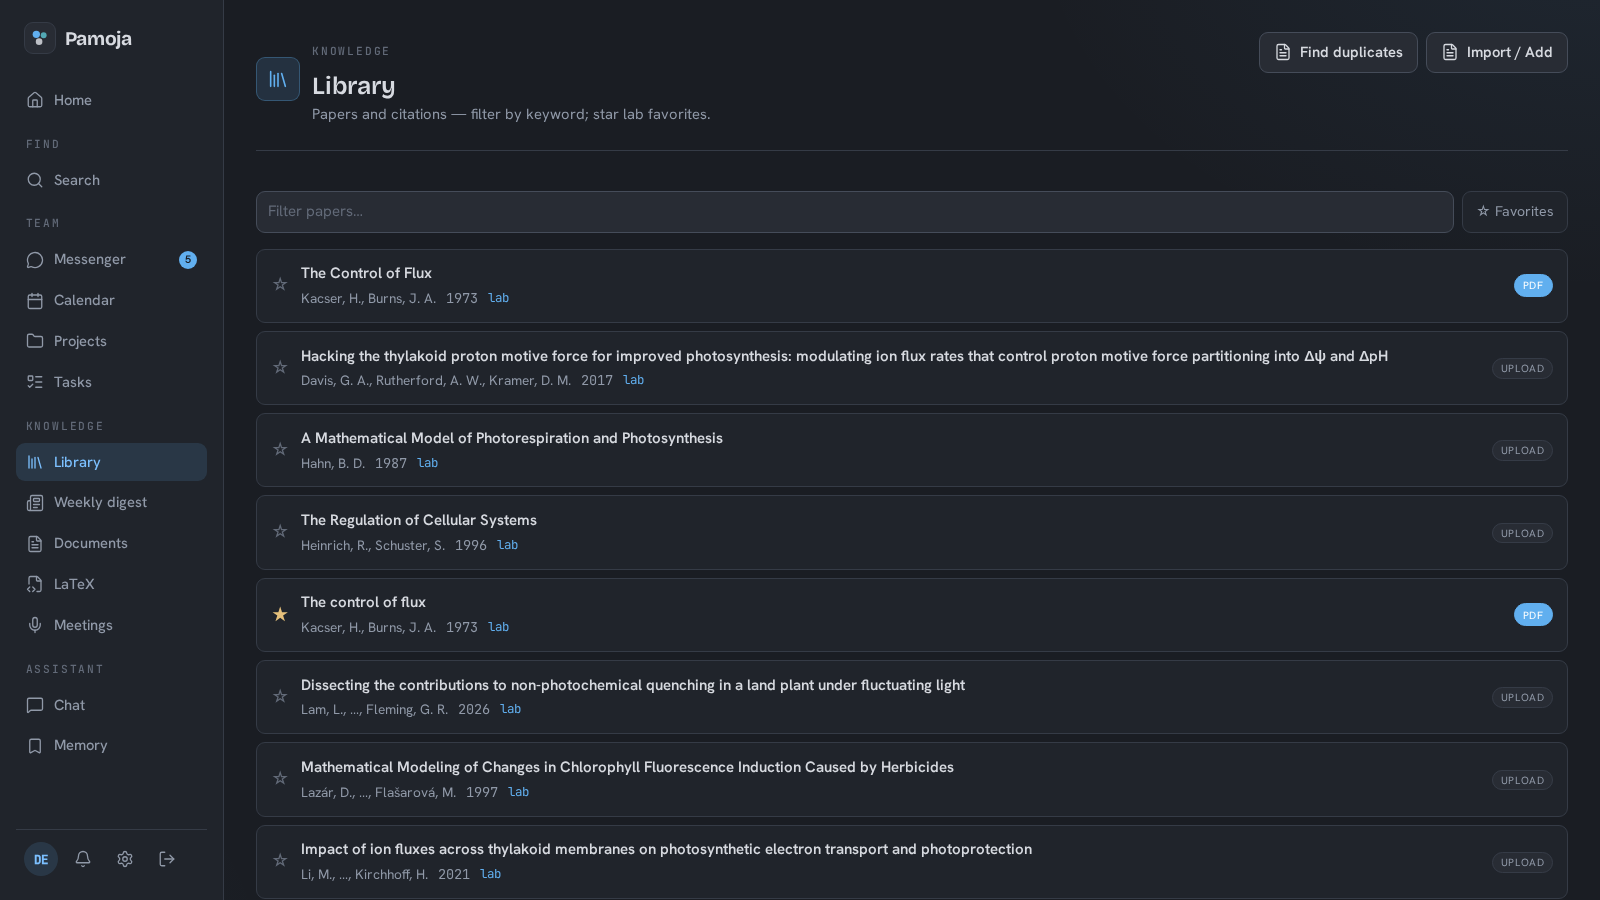 Pamoja
Home
FIND
Search
TEAM
Messenger 5
Calendar
Projects
Tasks
KNOWLEDGE
Library
Weekly digest
Documents
LaTeX
Meetings
ASSISTANT
Chat
Memory
DE
KNOWLEDGE
Library
Papers and citations — filter by keyword; star lab favorites.
Find duplicates
Import / Add
Filter papers...
☆ Favorites
The Control of Flux
Kacser, H., Burns, J. A. 1973 lab
PDF
Hacking the thylakoid proton motive force for improved photosynthesis: modulating ion flux rates that control proton motive force partitioning into Δψ and ΔpH
Davis, G. A., Rutherford, A. W., Kramer, D. M. 2017 lab
UPLOAD
A Mathematical Model of Photorespiration and Photosynthesis
Hahn, B. D. 1987 lab
UPLOAD
The Regulation of Cellular Systems
Heinrich, R., Schuster, S. 1996 lab
UPLOAD
The control of flux
Kacser, H., Burns, J. A. 1973 lab
PDF
Dissecting the contributions to non-photochemical quenching in a land plant under fluctuating light
Lam, L., ..., Fleming, G. R. 2026 lab
UPLOAD
Mathematical Modeling of Changes in Chlorophyll Fluorescence Induction Caused by Herbicides
Lazár, D., ..., Flašarová, M. 1997 lab
UPLOAD
Impact of ion fluxes across thylakoid membranes on photosynthetic electron transport and photoprotection
Li, M., ..., Kirchhoff, H. 2021 lab
UPLOAD